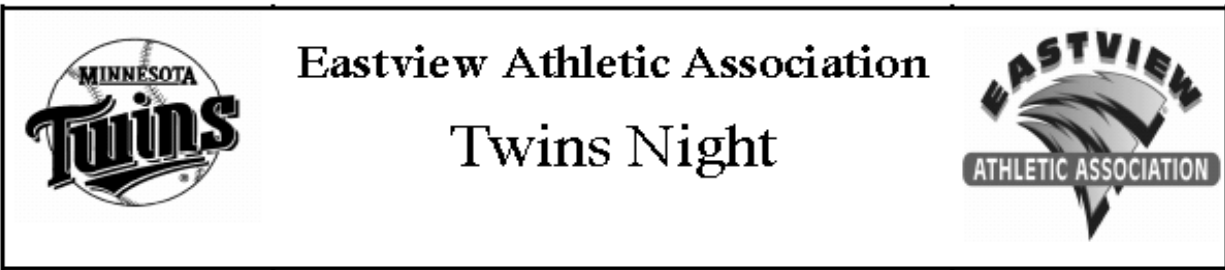 MINNESOTA
Twins
Eastview Athletic Association
Twins Night
EASTVIEW
ATHLETIC ASSOCIATION